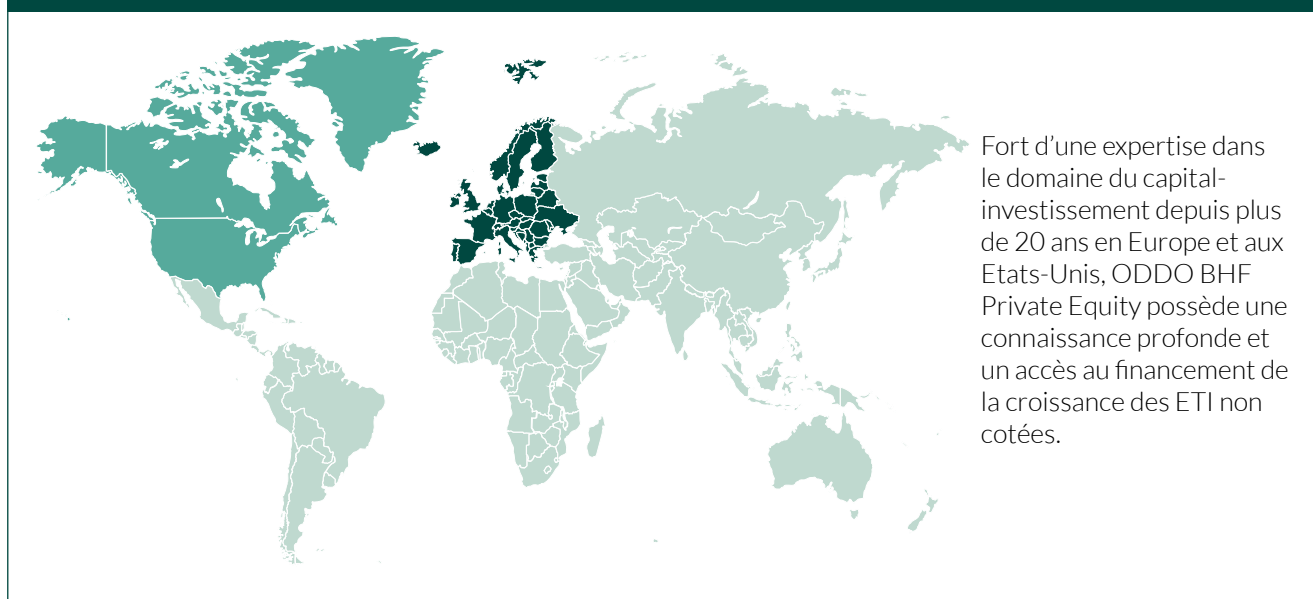 Fort d’une expertise dans
le domaine du capital-
investissement depuis plus
de 20 ans en Europe et aux
Etats-Unis, ODDO BHF
Private Equity possède une
connaissance profonde et
un accès au financement de
la croissance des ETI non
cotées.